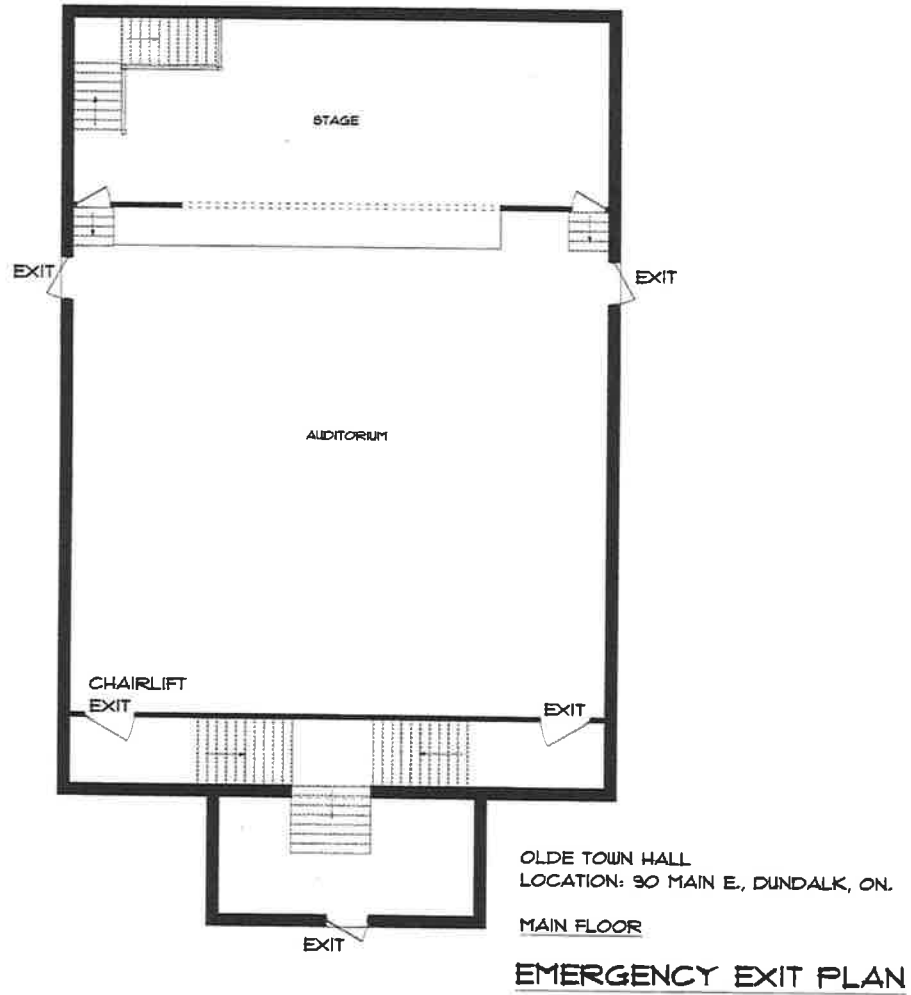 STAGE
EXIT
EXIT
AUDITORIUM
CHAIRLIFT
EXIT
EXIT
EXIT
OLDE TOWN HALL
LOCATION: 90 MAIN E., DUNDALK, ON.
MAIN FLOOR
EMERGENCY EXIT PLAN